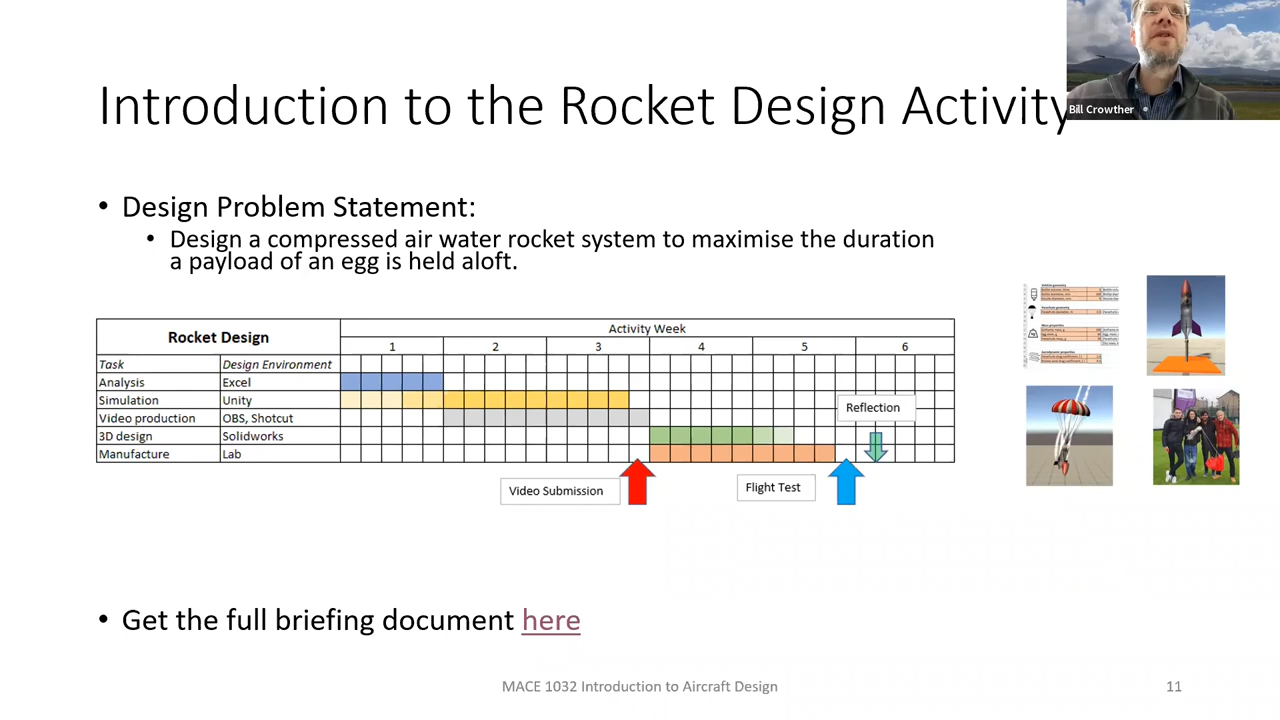 Bill Crowther
Introduction to the Rocket Design Activity
• Design Problem Statement:
• Design a compressed air water rocket system to maximise the duration
a payload of an egg is held aloft.
Rocket Design
Activity Week
1 2 3 4 5 6
Task Design Environment
Analysis Excel
Simulation Unity
Video production OBS, Shotcut
3D design Solidworks
Manufacture Lab
Reflection
Video Submission
Flight Test
• Get the full briefing document here
MACE 1032 Introduction to Aircraft Design
11